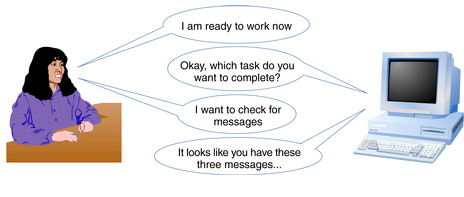 I am ready to work now
Okay, which task do you
want to complete?
I want to check for
messages
It looks like you have these
three messages...